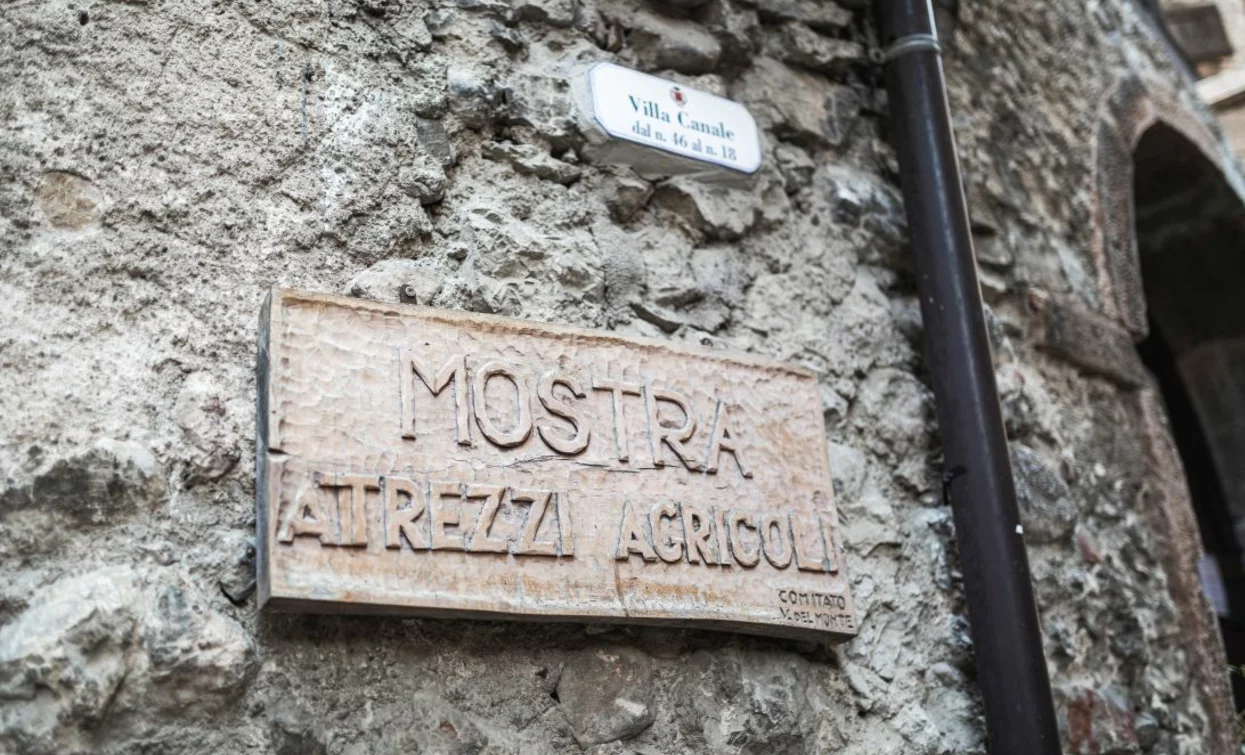 Villa Canale
dal n. 46 al n. 18
MOSTRA
ATTREZZI AGRICOLI
COMITATO
V. DEL MONTE